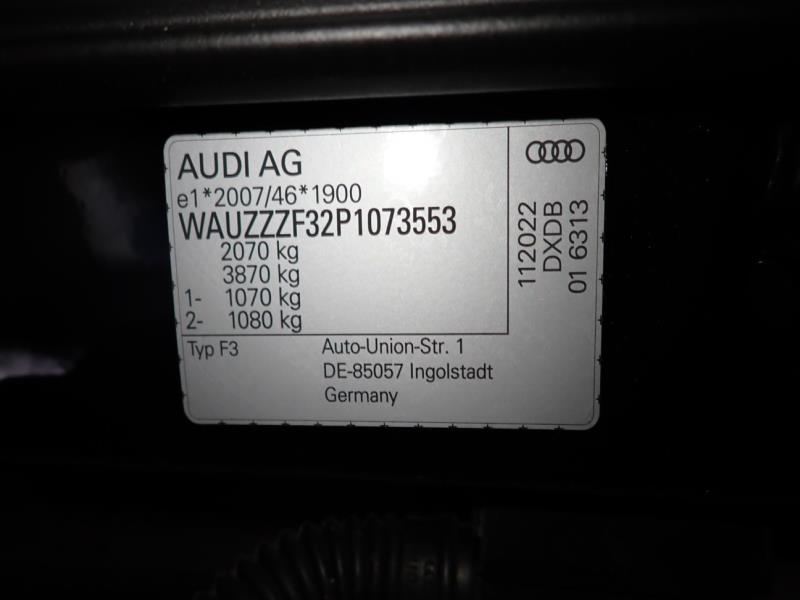 AUDI AG
e1*2007/46*1900
WAUZZZF32P1073553
2070 kg
3870 kg
1- 1070 kg
2- 1080 kg
Typ F3
Auto-Union-Str. 1
DE-85057 Ingolstadt
Germany
112022
DXDB
01 6313